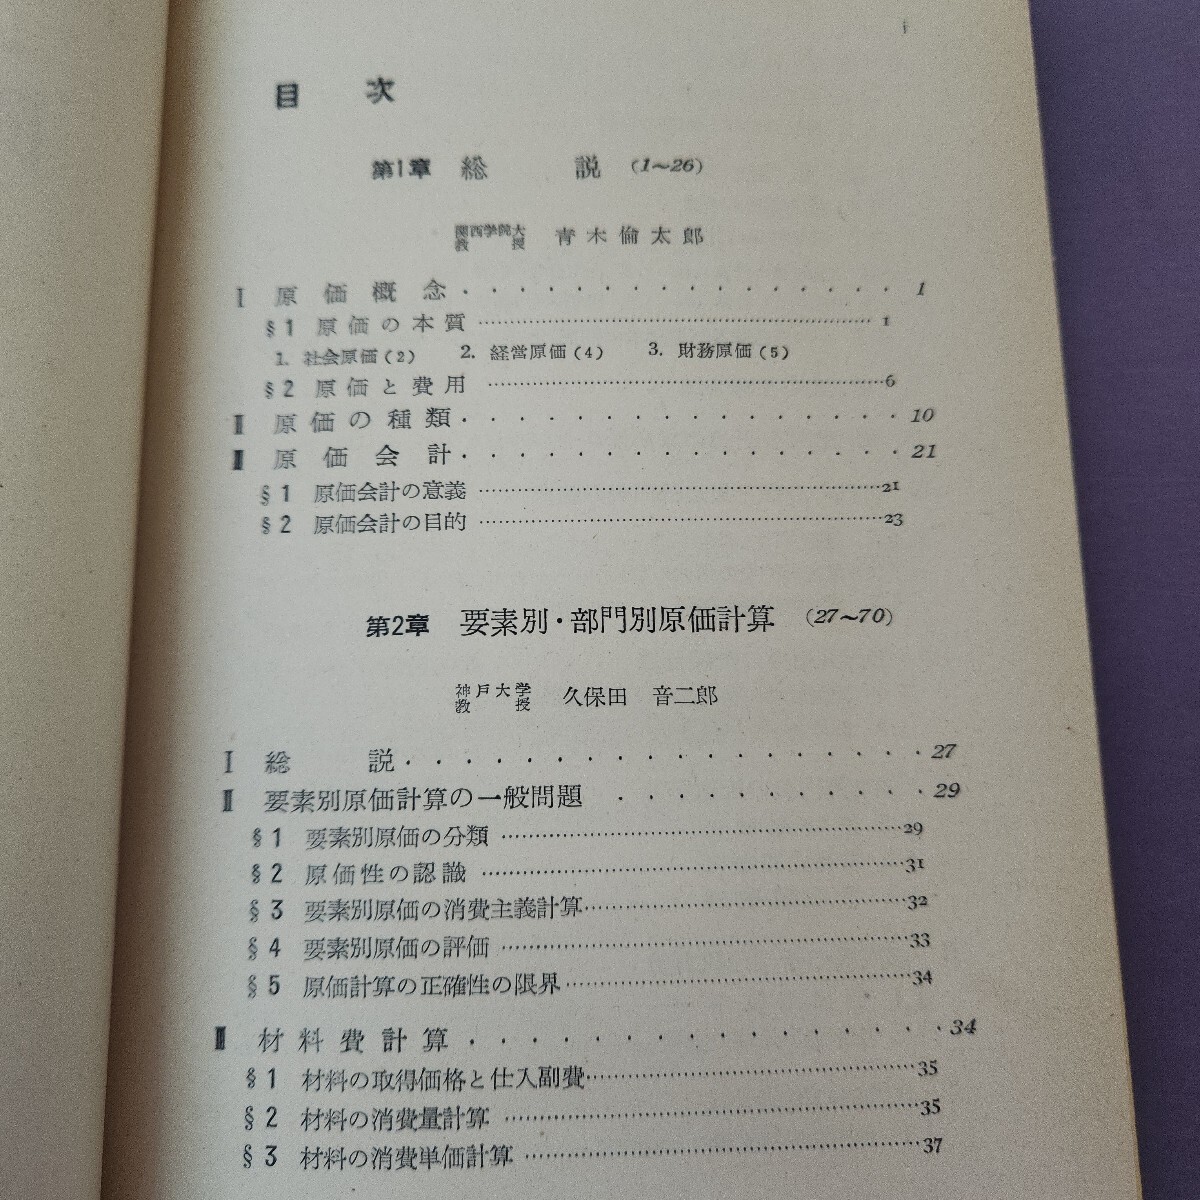 i
目次
第1章 総説 (1〜26)
関西学院大教授 青木倫太郎
Ⅰ 原価概念 1
§1 原価の本質 1
1. 社会原価(2) 2. 経営原価(4) 3. 財務原価(5)
§2 原価と費用 6
Ⅱ 原価の種類 10
Ⅲ 原価会計 21
§1 原価会計の意義 21
§2 原価会計の目的 23
第2章 要素別・部門別原価計算 (27〜70)
神戸大学教授 久保田 音二郎
Ⅰ 総説 27
Ⅱ 要素別原価計算の一般問題 29
§1 要素別原価の分類 29
§2 原価性の認識 31
§3 要素別原価の消費主義計算 32
§4 要素別原価の評価 33
§5 原価計算の正確性の限界 34
Ⅲ 材料費計算 34
§1 材料の取得価格と仕入副費 35
§2 材料の消費量計算 35
§3 材料の消費単価計算 37